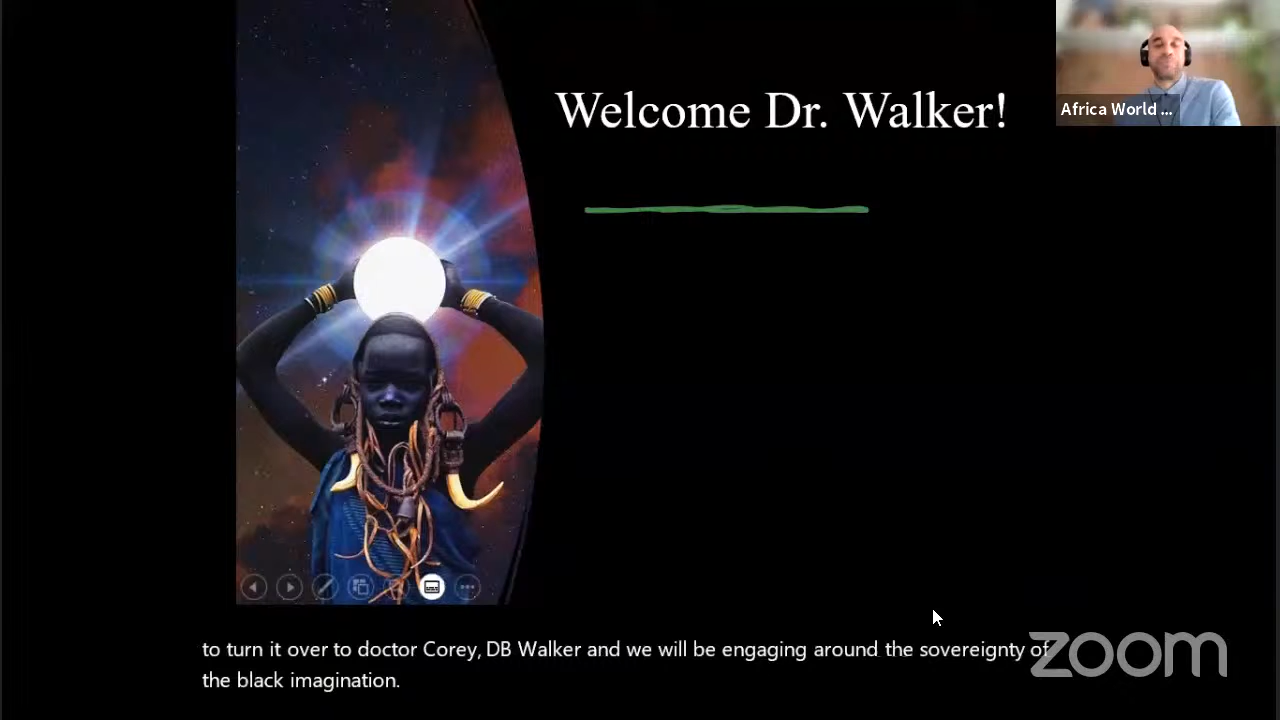 Welcome Dr. Walker!
Africa World ...
to turn it over to doctor Corey, DB Walker and we will be engaging around the sovereignty of
the black imagination.
zoom